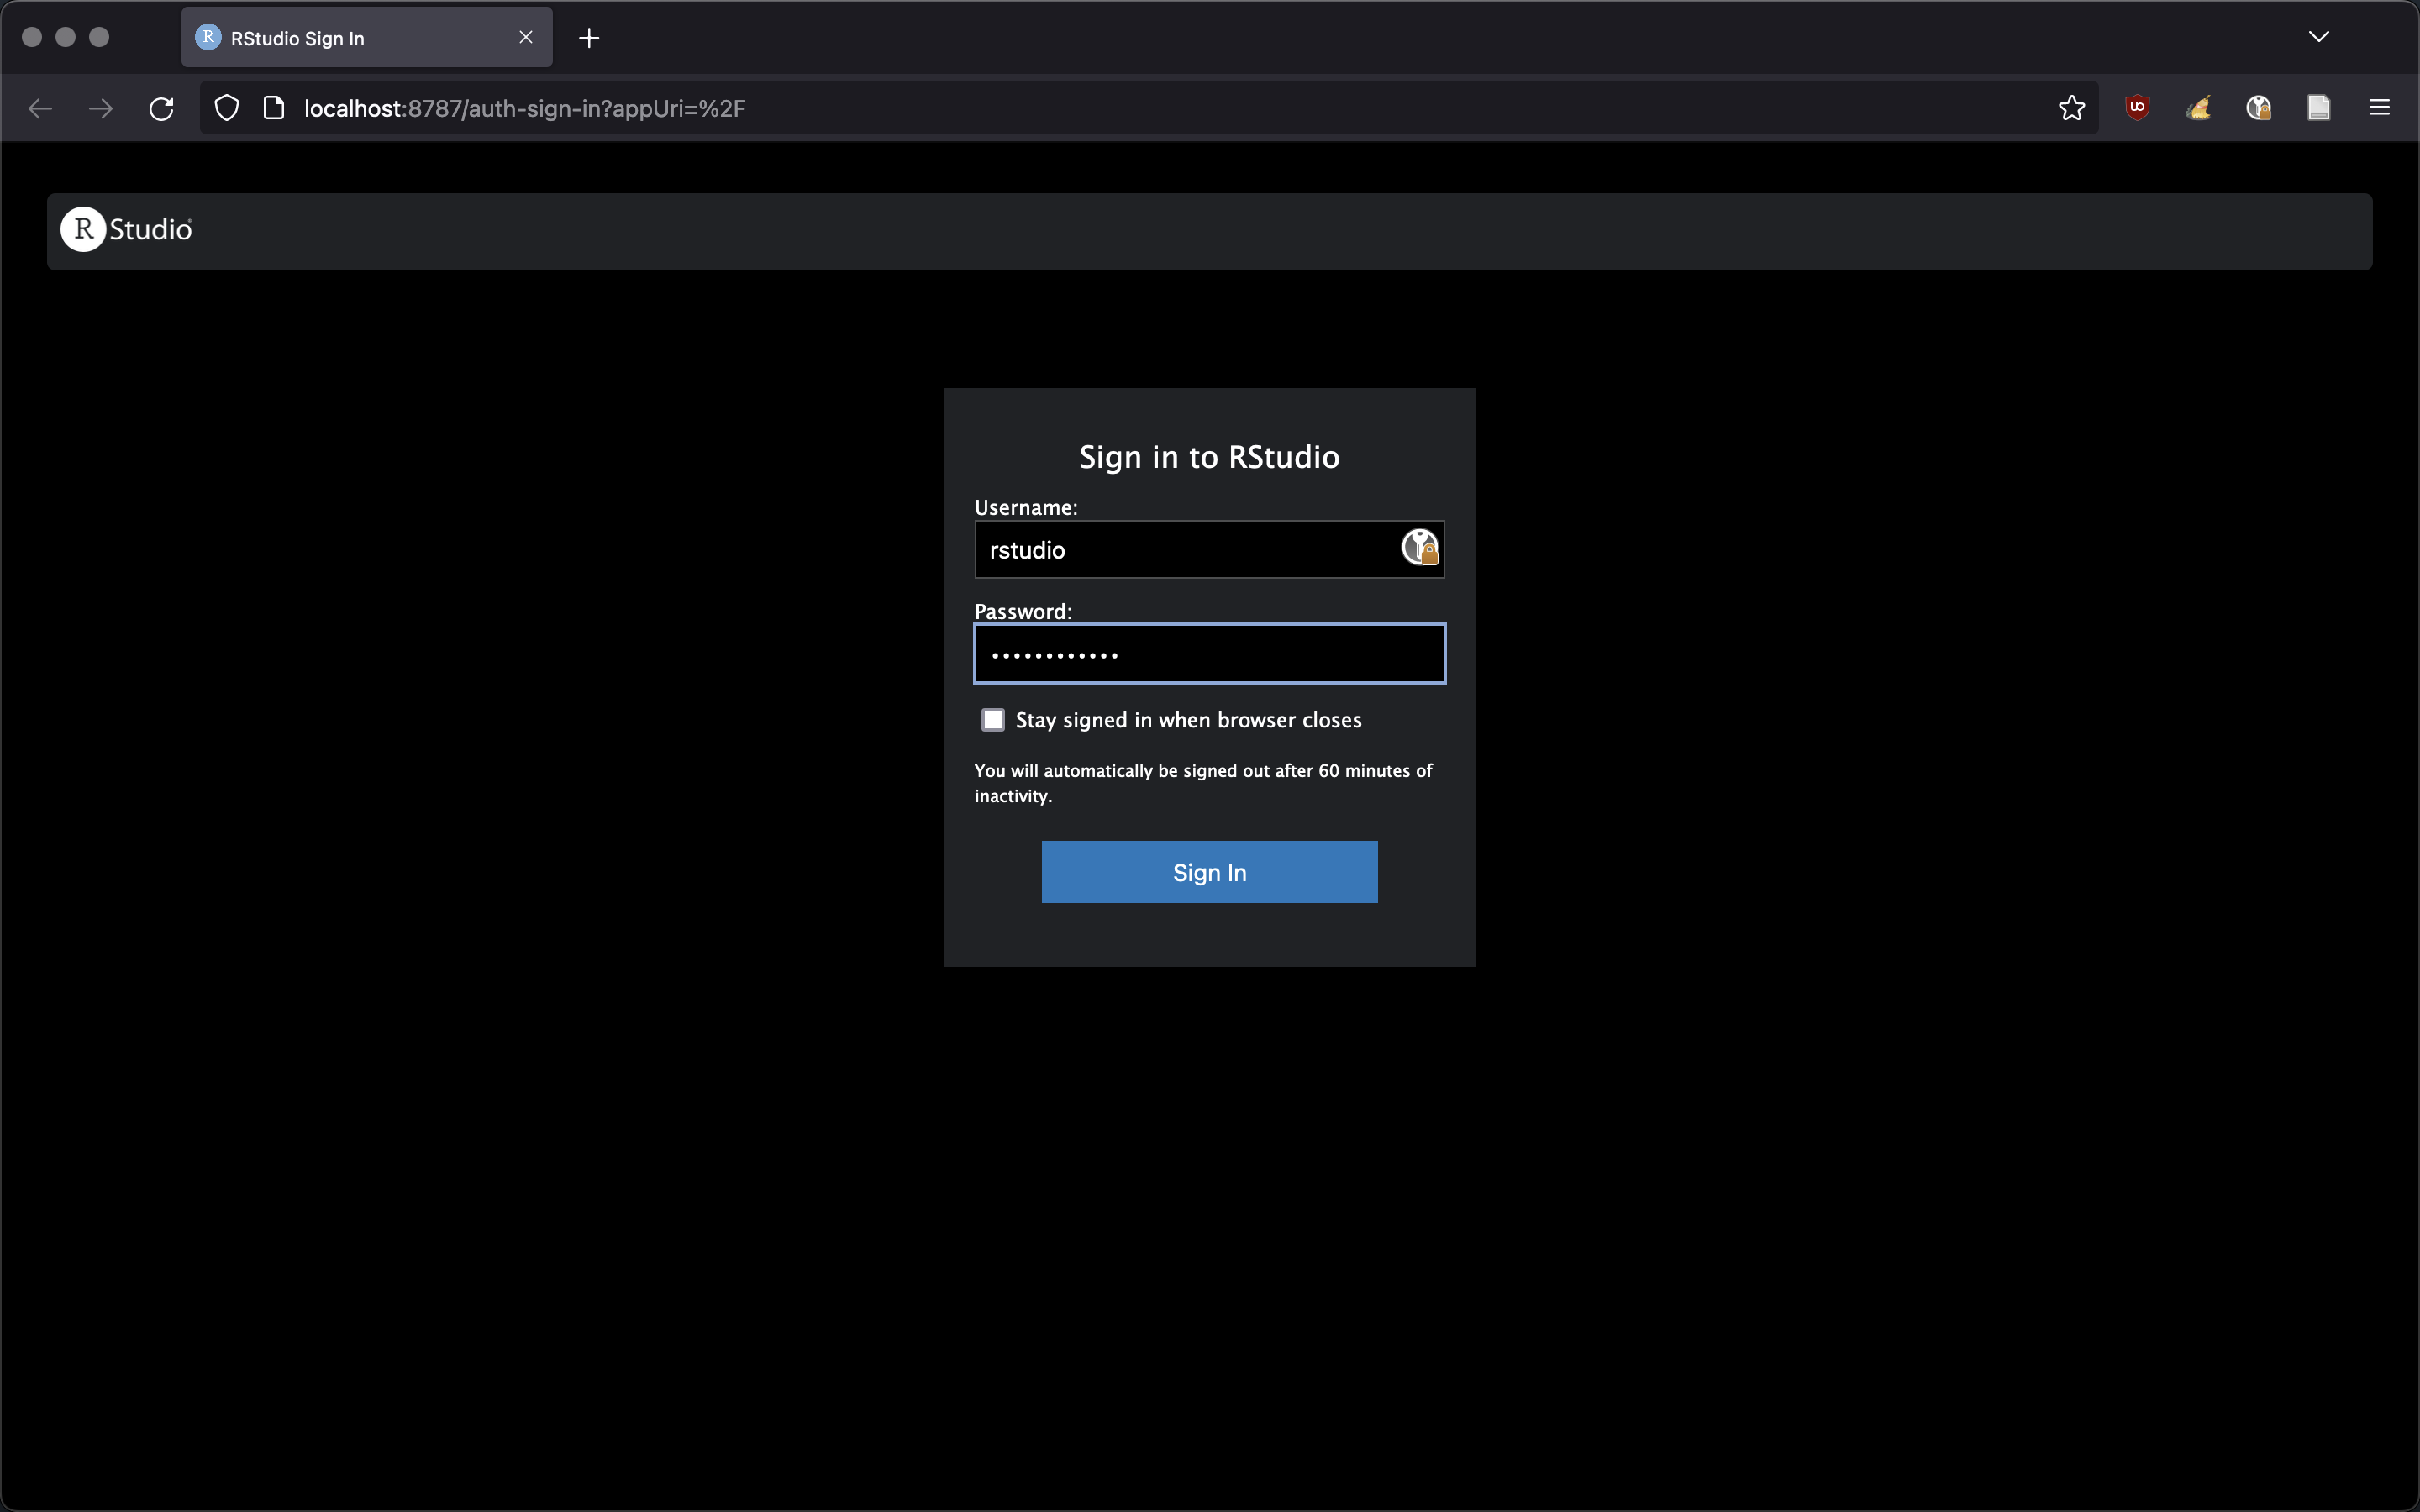 R RStudio Sign In
localhost:8787/auth-sign-in?appUri=%2F
R Studio
Sign in to RStudio
Username:
rstudio
Password:
••••••••••••
Stay signed in when browser closes
You will automatically be signed out after 60 minutes of
inactivity.
Sign In